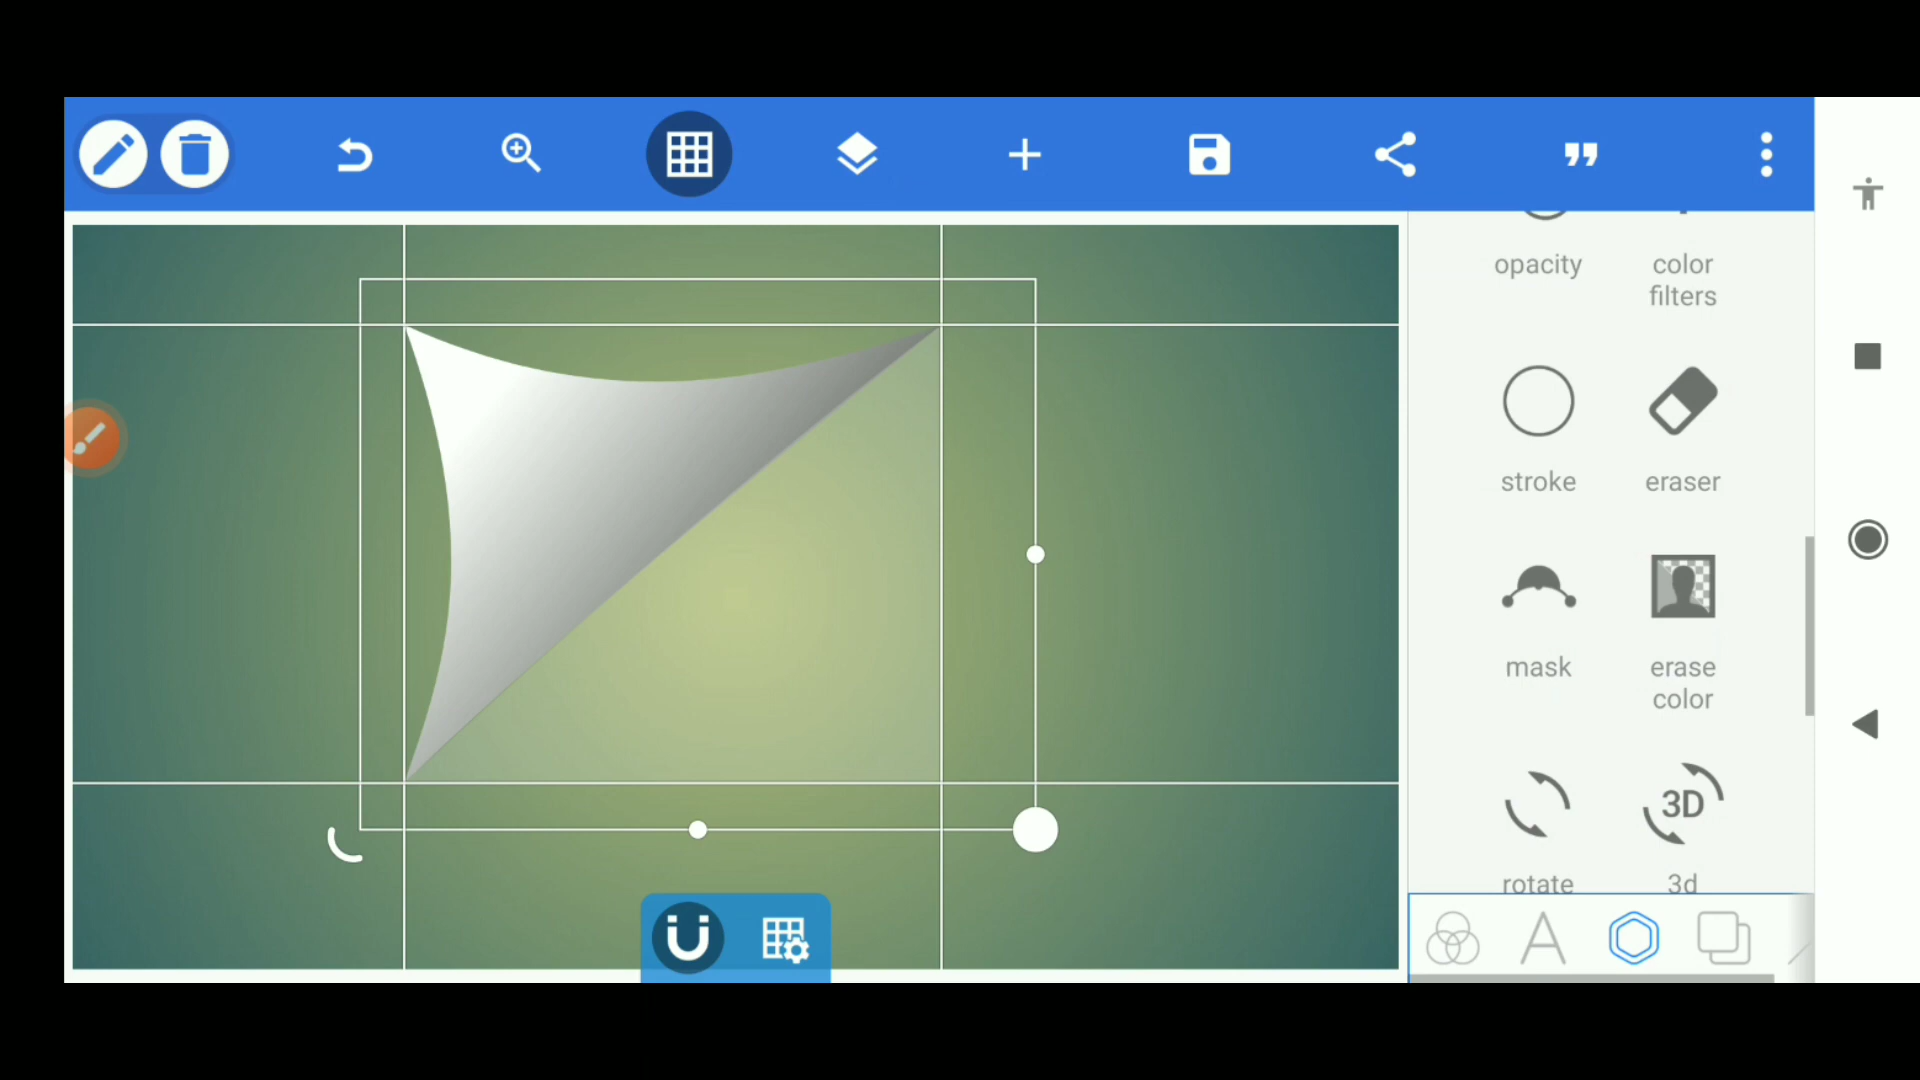 opacity
color
filters
stroke
eraser
mask
erase
color
3D
rotate
3d